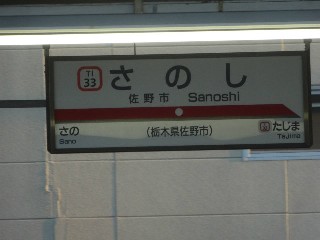 TI
33
さのし
佐野市 Sanoshi
さの たじま
Sano Tajima
(栃木県佐野市)